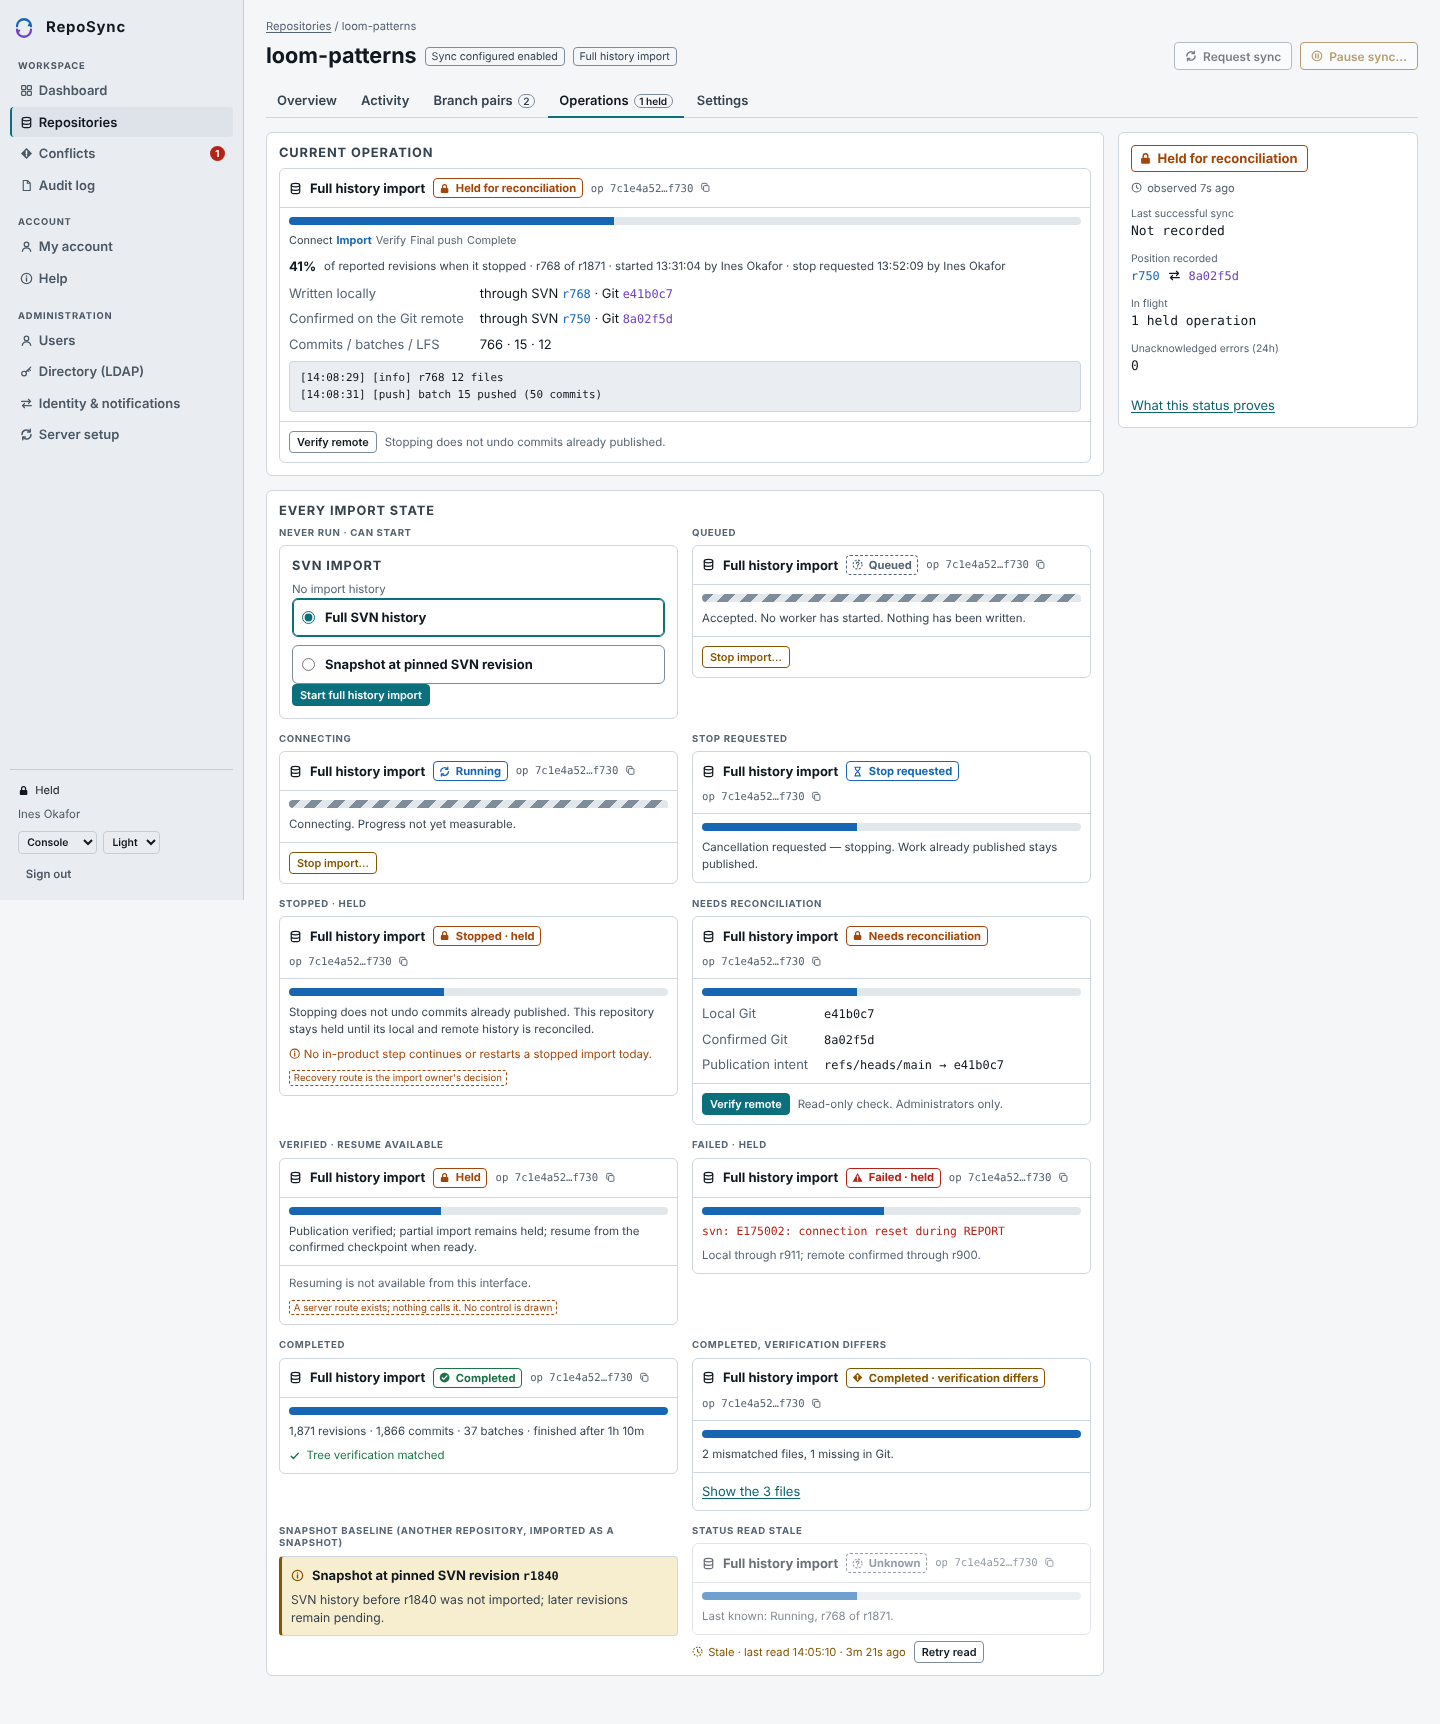 RepoSync
WORKSPACE
Dashboard
Repositories
Conflicts 1
Audit log
ACCOUNT
My account
Help
ADMINISTRATION
Users
Directory (LDAP)
Identity & notifications
Server setup
Held
Ines Okafor
Console Light
Sign out
Repositories / loom-patterns
loom-patterns Sync configured enabled Full history import
Request sync Pause sync…
Overview Activity Branch pairs 2 Operations 1 held Settings
CURRENT OPERATION
Full history import Held for reconciliation op 7c1e4a52…f730
Connect Import Verify Final push Complete
41% of reported revisions when it stopped · r768 of r1871 · started 13:31:04 by Ines Okafor · stop requested 13:52:09 by Ines Okafor
Written locally through SVN r768 · Git e41b0c7
Confirmed on the Git remote through SVN r750 · Git 8a02f5d
Commits / batches / LFS 766 · 15 · 12
[14:08:29] [info] r768 12 files
[14:08:31] [push] batch 15 pushed (50 commits)
Verify remote Stopping does not undo commits already published.
Held for reconciliation
observed 7s ago
Last successful sync
Not recorded
Position recorded
r750 ⇄ 8a02f5d
In flight
1 held operation
Unacknowledged errors (24h)
0
What this status proves
EVERY IMPORT STATE
NEVER RUN · CAN START
SVN IMPORT
No import history
Full SVN history
Snapshot at pinned SVN revision
Start full history import
QUEUED
Full history import Queued op 7c1e4a52…f730
Accepted. No worker has started. Nothing has been written.
Stop import…
CONNECTING
Full history import Running op 7c1e4a52…f730
Connecting. Progress not yet measurable.
Stop import…
STOP REQUESTED
Full history import Stop requested
op 7c1e4a52…f730
Cancellation requested — stopping. Work already published stays
published.
STOPPED · HELD
Full history import Stopped · held
op 7c1e4a52…f730
Stopping does not undo commits already published. This repository
stays held until its local and remote history is reconciled.
No in-product step continues or restarts a stopped import today.
Recovery route is the import owner's decision
NEEDS RECONCILIATION
Full history import Needs reconciliation
op 7c1e4a52…f730
Local Git e41b0c7
Confirmed Git 8a02f5d
Publication intent refs/heads/main → e41b0c7
Verify remote Read-only check. Administrators only.
VERIFIED · RESUME AVAILABLE
Full history import Held op 7c1e4a52…f730
Publication verified; partial import remains held; resume from the
confirmed checkpoint when ready.
Resuming is not available from this interface.
A server route exists; nothing calls it. No control is drawn
FAILED · HELD
Full history import Failed · held op 7c1e4a52…f730
svn: E175002: connection reset during REPORT
Local through r911; remote confirmed through r900.
COMPLETED
Full history import Completed op 7c1e4a52…f730
1,871 revisions · 1,866 commits · 37 batches · finished after 1h 10m
Tree verification matched
COMPLETED, VERIFICATION DIFFERS
Full history import Completed · verification differs
op 7c1e4a52…f730
2 mismatched files, 1 missing in Git.
Show the 3 files
SNAPSHOT BASELINE (ANOTHER REPOSITORY, IMPORTED AS A
SNAPSHOT)
Snapshot at pinned SVN revision r1840
SVN history before r1840 was not imported; later revisions
remain pending.
STATUS READ STALE
Full history import Unknown op 7c1e4a52…f730
Last known: Running, r768 of r1871.
Stale · last read 14:05:10 · 3m 21s ago Retry read